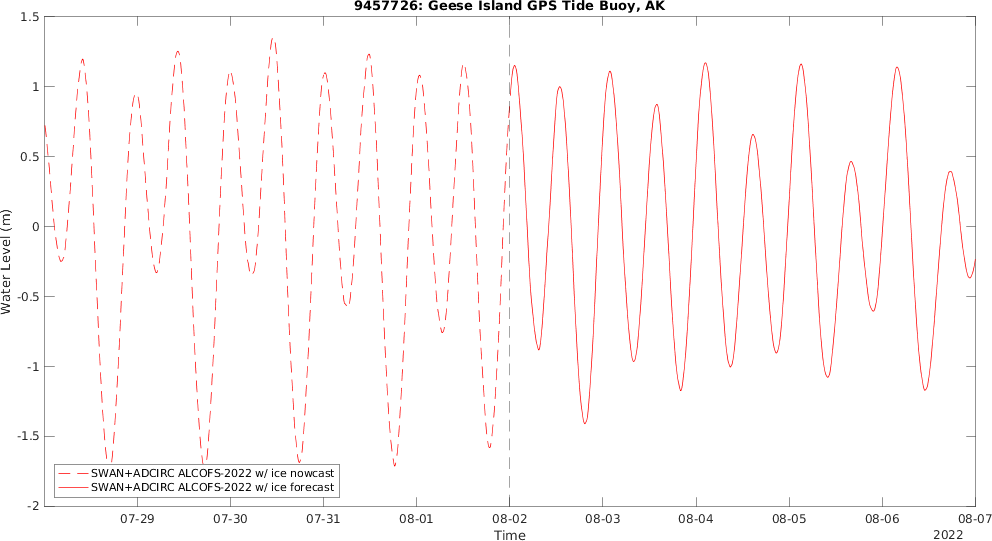 9457726: Geese Island GPS Tide Buoy, AK
1.5
1
0.5
0
-0.5
-1
-1.5
-2
Water Level (m)
SWAN+ADCIRC ALCOFS-2022 w/ ice nowcast
SWAN+ADCIRC ALCOFS-2022 w/ ice forecast
07-29 07-30 07-31 08-01 08-02 08-03 08-04 08-05 08-06 08-07
Time
2022